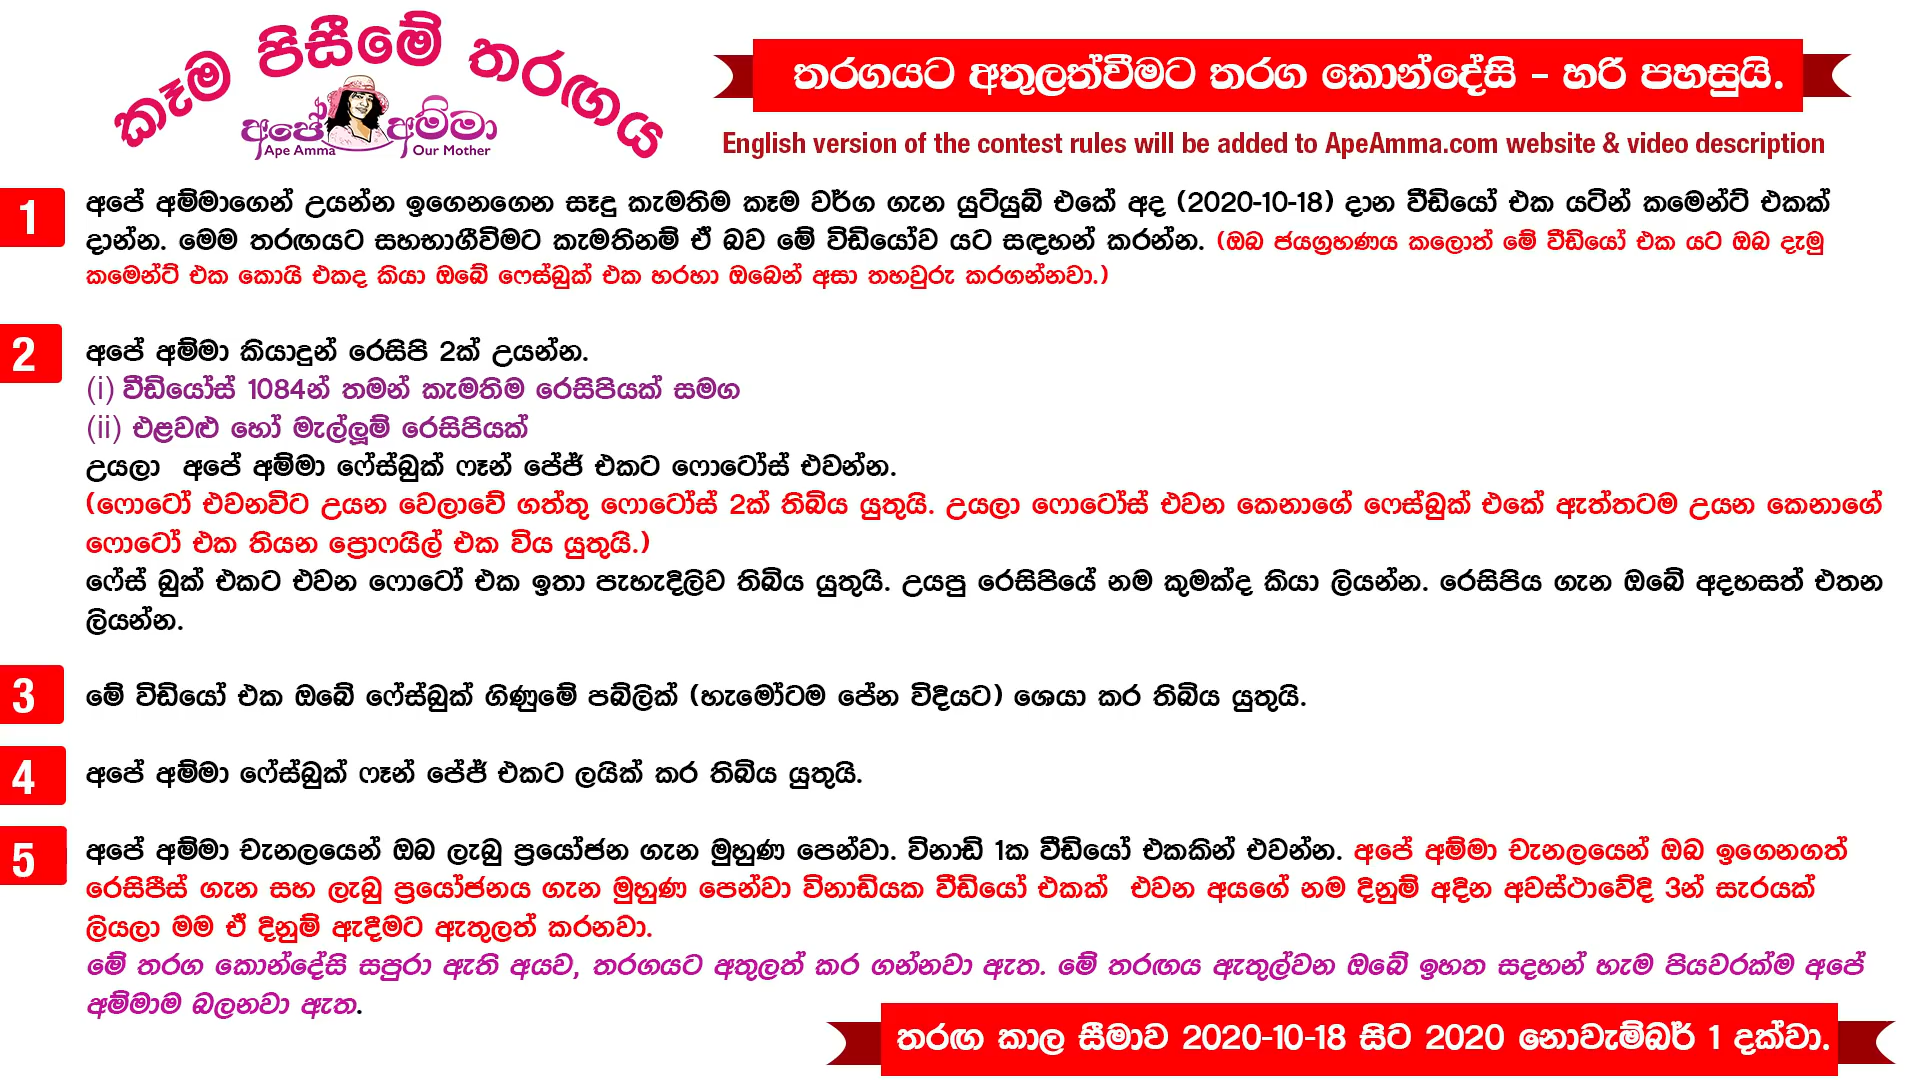 කෑම පිසීමේ තරඟය
අපේ අම්මා
Ape Amma Our Mother
තරගයට අතුලත්වීමට තරග කොන්දේසි – හරි පහසුයි.
English version of the contest rules will be added to ApeAmma.com website & video description
1
අපේ අම්මාගෙන් උයන්න ඉගෙනගෙන සෑදූ කැමතිම කෑම වර්ග ගැන යුටියුබ් එකේ අද (2020-10-18) දාන වීඩියෝ එක යටින් කමෙන්ට් එකක්
දාන්න. මෙම තරඟයට සහභාගීවිමට කැමතිනම් ඒ බව මේ විඩියෝව යට සඳහන් කරන්න. (ඔබ ජයග්‍රහණය කලොත් මේ වීඩියෝ එක යට ඔබ දැමූ
කමෙන්ට් එක කොයි එකද කියා ඔබේ ෆෙස්බුක් එක හරහා ඔබෙන් අසා තහවුරු කරගන්නවා.)
2
අපේ අම්මා කියාදුන් රෙසිපි 2ක් උයන්න.
(i) වීඩියෝස් 1084න් තමන් කැමතිම රෙසිපියක් සමග
(ii) එළවළු හෝ මැල්ලූම් රෙසිපියක්
උයලා අපේ අම්මා ෆේස්බුක් ෆෑන් පේජ් එකට ෆොටෝස් එවන්න.
(ෆොටෝ එවනවිට උයන වෙලාවේ ගත්තු ෆොටෝස් 2ක් තිබිය යුතුයි. උයලා ෆොටෝස් එවන කෙනාගේ ෆෙස්බුක් එකේ ඇත්තටම උයන කෙනාගේ
ෆොටෝ එක තියන ප්‍රොෆයිල් එක විය යුතුයි.)
ෆේස් බුක් එකට එවන ෆොටෝ එක ඉතා පැහැදිලිව තිබිය යුතුයි. උයපු රෙසිපියේ නම කුමක්ද කියා ලියන්න. රෙසිපිය ගැන ඔබේ අදහසත් එතන
ලියන්න.
3
මේ විඩියෝ එක ඔබේ ෆේස්බුක් ගිණුමේ පබ්ලික් (හැමෝටම පේන විදියට) ශෙයා කර තිබිය යුතුයි.
4
අපේ අම්මා ෆේස්බුක් ෆෑන් පේජ් එකට ලයික් කර තිබිය යුතුයි.
5
අපේ අම්මා චැනලයෙන් ඔබ ලැබූ ප්‍රයෝජන ගැන මුහුණ පෙන්වා. විනාඩි 1ක වීඩියෝ එකකින් එවන්න. අපේ අම්මා චැනලයෙන් ඔබ ඉගෙනගත්
රෙසිපීස් ගැන සහ ලැබූ ප්‍රයෝජනය ගැන මුහුණ පෙන්වා විනාඩියක වීඩියෝ එකක් එවන අයගේ නම දිනුම් අදින අවස්ථාවේදි 3න් සැරයක්
ලියලා මම ඒ දිනුම් ඇදීමට ඇතුලත් කරනවා.
මේ තරග කොන්දේසි සපුරා ඇති අයව, තරගයට අතුලත් කර ගන්නවා ඇත. මේ තරඟය ඇතුල්වන ඔබේ ඉහත සදහන් හැම පියවරක්ම අපේ
අම්මාම බලනවා ඇත.
තරඟ කාල සීමාව 2020-10-18 සිට 2020 නොවැම්බර් 1 දක්වා.